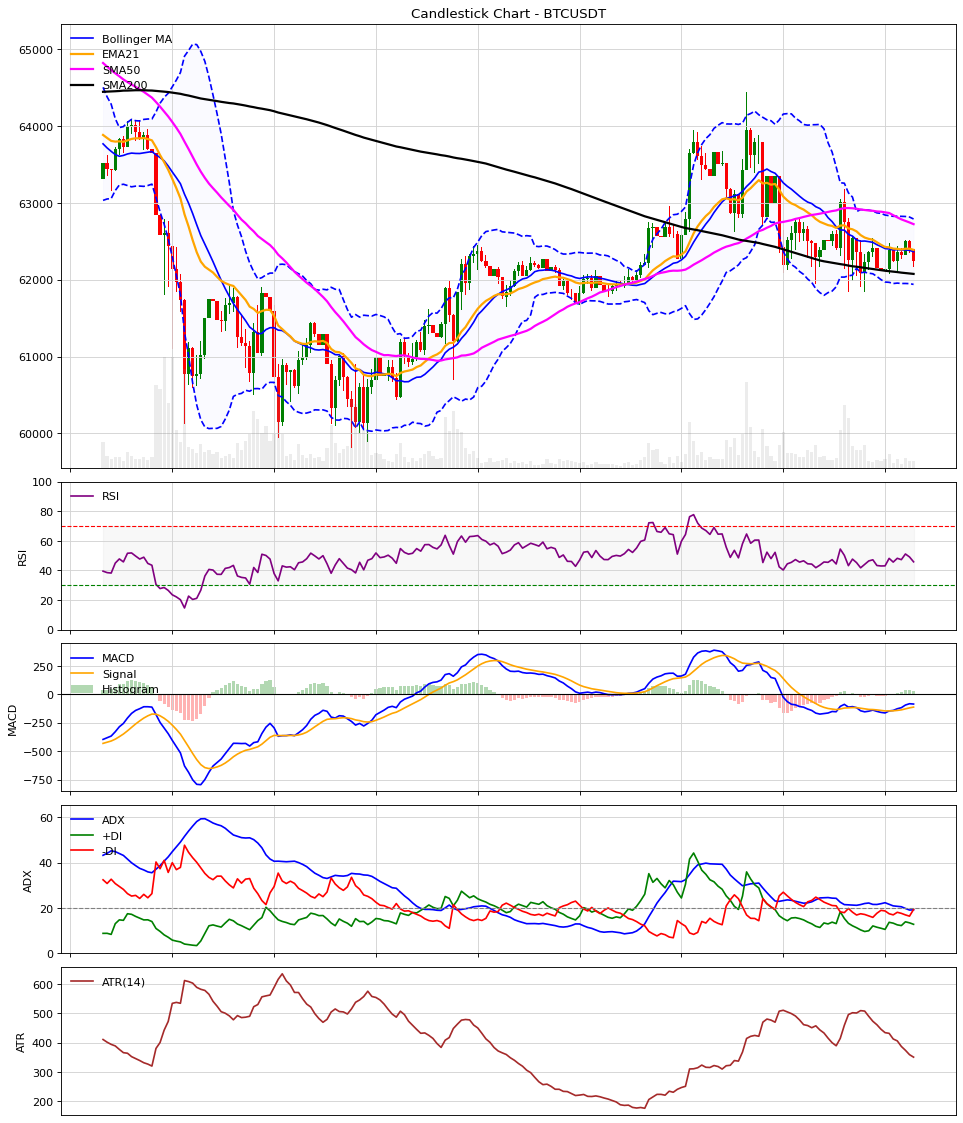 Candlestick Chart - BTCUSDT
65000
64000
63000
62000
61000
60000
Bollinger MA
EMA21
SMA50
SMA200
100
80
60
40
20
0
RSI
RSI
250
0
−250
−500
−750
MACD
MACD
Signal
Histogram
60
40
20
0
ADX
ADX
+DI
-DI
600
500
400
300
200
ATR
ATR(14)